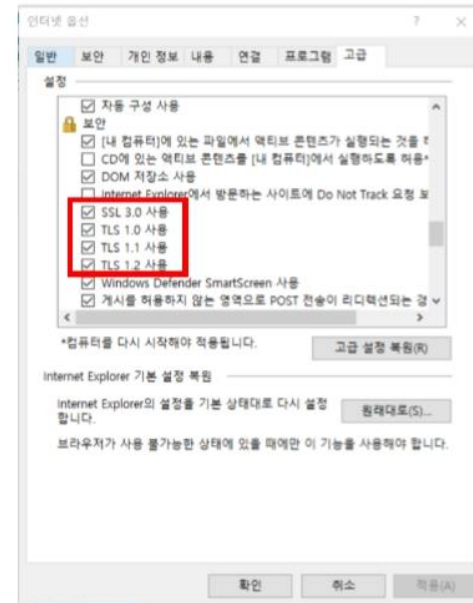 인터넷 옵션
일반 보안 개인 정보 내용 연결 프로그램 고급
설정
자동 구성 사용
보안
[내 컴퓨터]에 있는 파일에서 액티브 콘텐츠가 실행되는 것을
CD에 있는 액티브 콘텐츠를 [내 컴퓨터]에서 실행하도록 허용*
DOM 저장소 사용
Internet Explorer에서 방문하는 사이트에 Do Not Track 요청 보
SSL 3.0 사용
TLS 1.0 사용
TLS 1.1 사용
TLS 1.2 사용
Windows Defender SmartScreen 사용
게시를 허용하지 않는 영역으로 POST 전송이 리디렉션되는 경
*컴퓨터를 다시 시작해야 적용됩니다.
고급 설정 복원(R)
Internet Explorer 기본 설정 복원
Internet Explorer의 설정을 기본 상태대로 다시 설정
합니다.
원래대로(S)...
브라우저가 사용 불가능한 상태에 있을 때에만 이 기능을 사용해야 합니다.
확인 취소 적용(A)